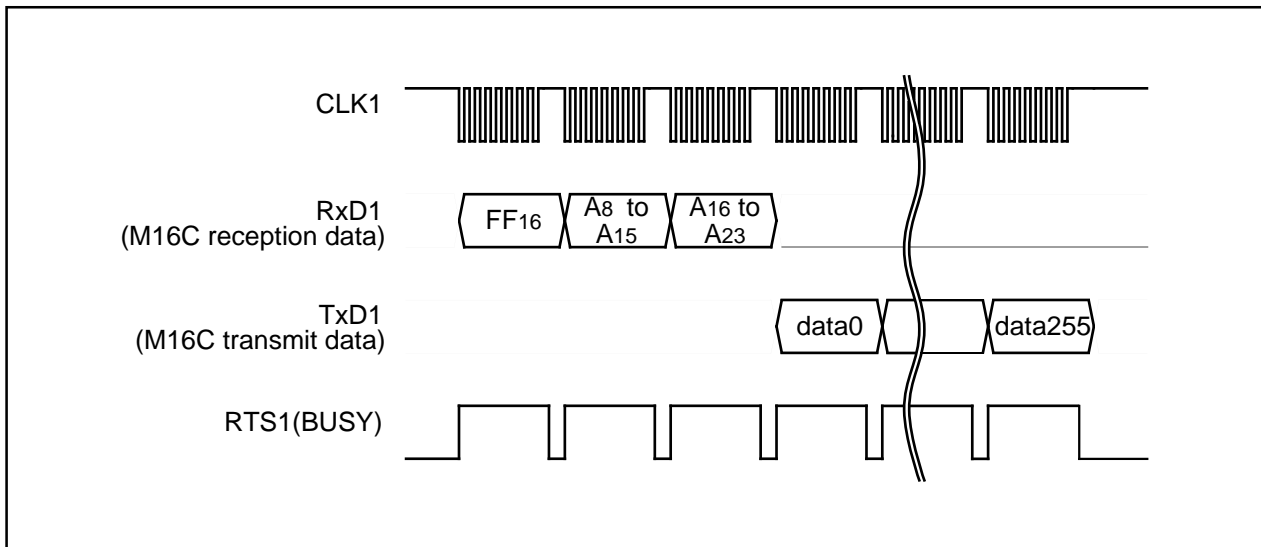 CLK1
RxD1
(M16C reception data)
FF16
A8 to
A15
A16 to
A23
TxD1
(M16C transmit data)
data0
data255
RTS1(BUSY)